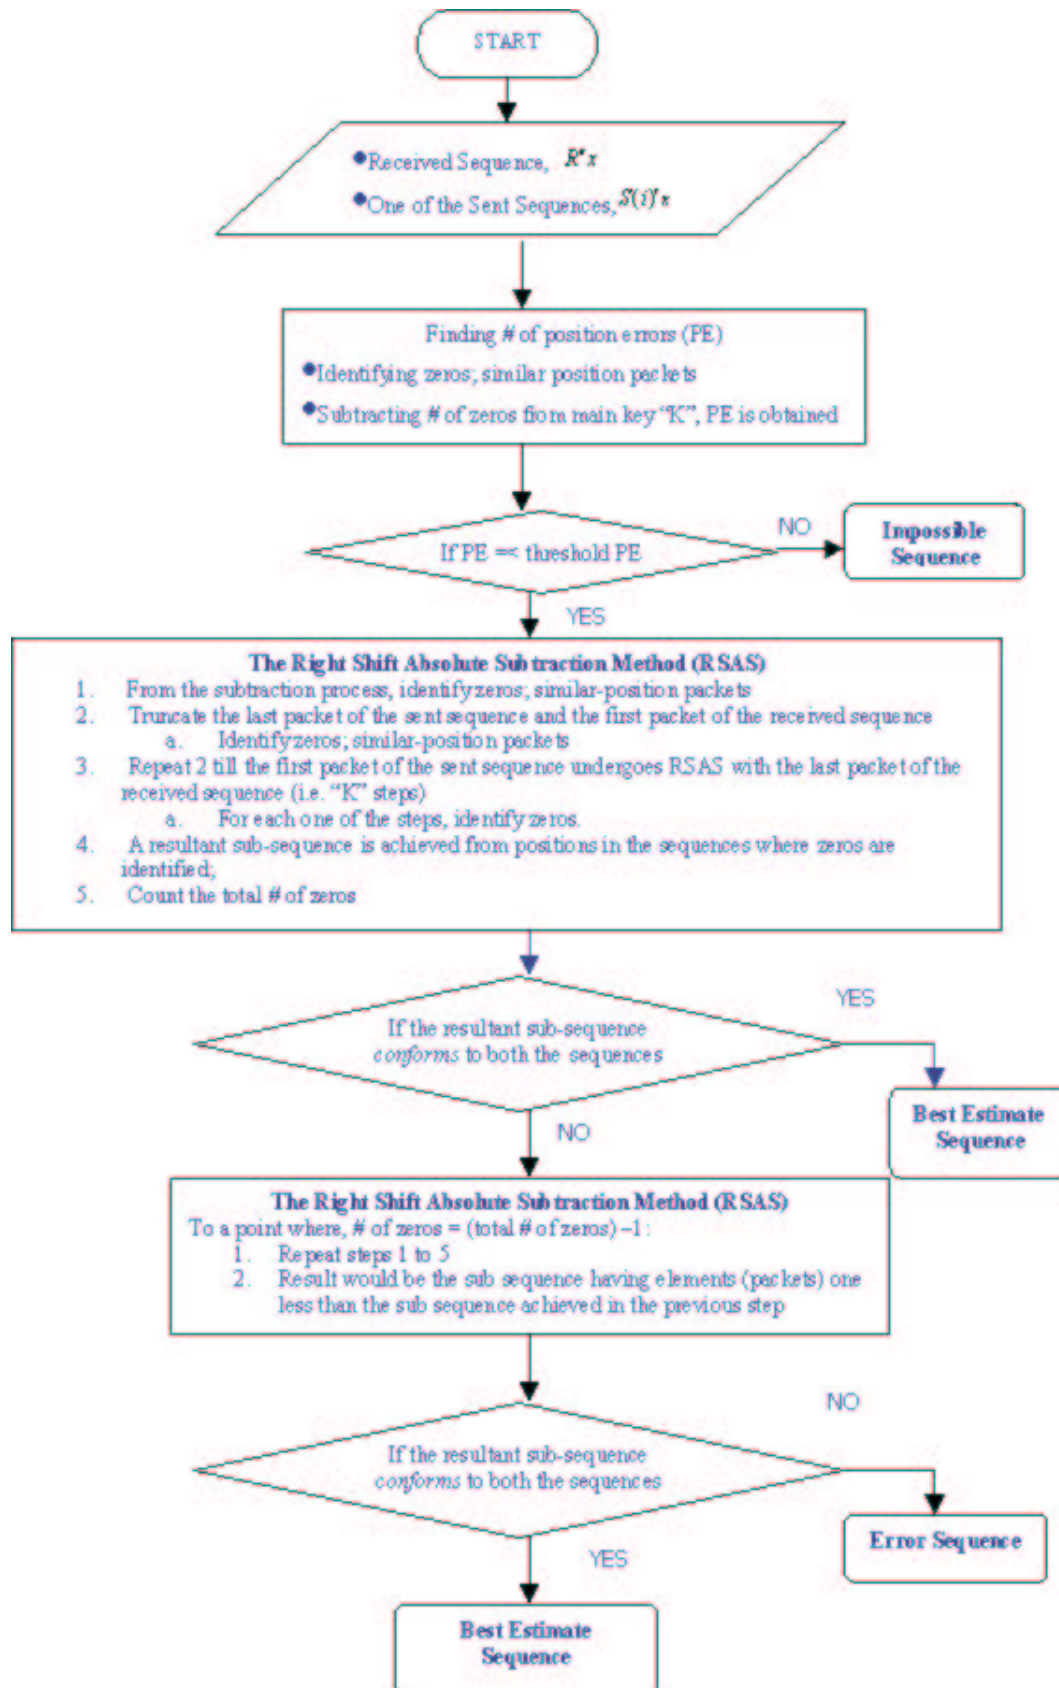 START
●Received Sequence, R'x
●One of the Sent Sequences, S(i)'x
Finding # of position errors (PE)
●Identifying zeros; similar position packets
●Subtracting # of zeros from main key “K”, PE is obtained
If PE =< threshold PE
NO
Impossible
Sequence
YES
The Right Shift Absolute Subtraction Method (RSAS)
1. From the subtraction process, identify zeros; similar-position packets
2. Truncate the last packet of the sent sequence and the first packet of the received sequence
a. Identify zeros; similar-position packets
3. Repeat 2 till the first packet of the sent sequence undergoes RSAS with the last packet of the
received sequence (i.e. “K” steps)
a. For each one of the steps, identify zeros.
4. A resultant sub-sequence is achieved from positions in the sequences where zeros are
identified;
5. Count the total # of zeros
If the resultant sub-sequence
conforms to both the sequences
YES
Best Estimate
Sequence
NO
The Right Shift Absolute Subtraction Method (RSAS)
To a point where, # of zeros = (total # of zeros) –1:
1. Repeat steps 1 to 5
2. Result would be the sub sequence having elements (packets) one
less than the sub sequence achieved in the previous step
If the resultant sub-sequence
conforms to both the sequences
NO
Error Sequence
YES
Best Estimate
Sequence